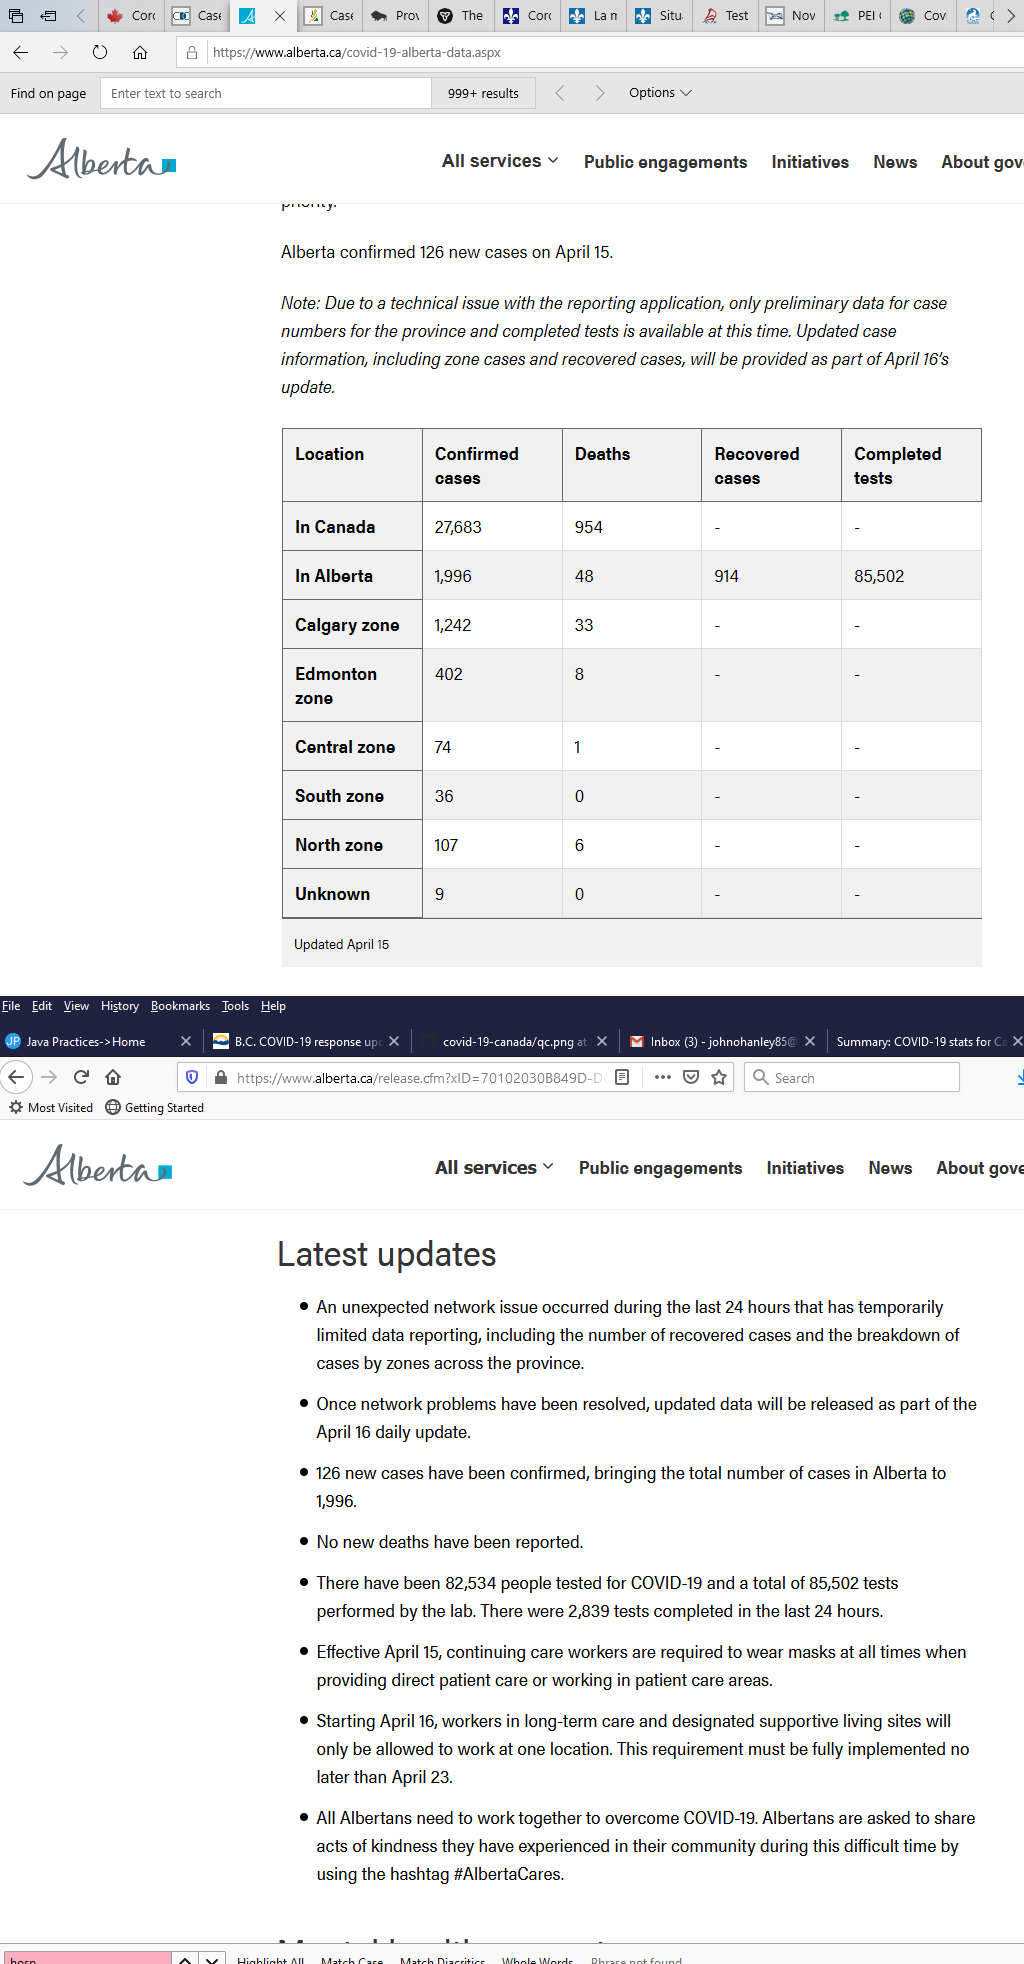 Coro
Case
Case
Prov
The
Coro
La m
Situ
Test
Nov
PEI
Cov
https://www.alberta.ca/covid-19-alberta-data.aspx
Find on page Enter text to search 999+ results Options
Alberta All services Public engagements Initiatives News About gov
priority.
Alberta confirmed 126 new cases on April 15.
Note: Due to a technical issue with the reporting application, only preliminary data for case
numbers for the province and completed tests is available at this time. Updated case
information, including zone cases and recovered cases, will be provided as part of April 16's
update.
Location Confirmed cases Deaths Recovered cases Completed tests
In Canada 27,683 954 - -
In Alberta 1,996 48 914 85,502
Calgary zone 1,242 33 - -
Edmonton zone 402 8 - -
Central zone 74 1 - -
South zone 36 0 - -
North zone 107 6 - -
Unknown 9 0 - -
Updated April 15
File Edit View History Bookmarks Tools Help
JP Java Practices->Home B.C. COVID-19 response upd covid-19-canada/qc.png at Inbox (3) - johnohanley85@ Summary: COVID-19 stats for Ca
https://www.alberta.ca/release.cfm?xID=70102030B849D-D Search
Most Visited Getting Started
Alberta All services Public engagements Initiatives News About gove
Latest updates
• An unexpected network issue occurred during the last 24 hours that has temporarily
limited data reporting, including the number of recovered cases and the breakdown of
cases by zones across the province.
• Once network problems have been resolved, updated data will be released as part of the
April 16 daily update.
• 126 new cases have been confirmed, bringing the total number of cases in Alberta to
1,996.
• No new deaths have been reported.
• There have been 82,534 people tested for COVID-19 and a total of 85,502 tests
performed by the lab. There were 2,839 tests completed in the last 24 hours.
• Effective April 15, continuing care workers are required to wear masks at all times when
providing direct patient care or working in patient care areas.
• Starting April 16, workers in long-term care and designated supportive living sites will
only be allowed to work at one location. This requirement must be fully implemented no
later than April 23.
• All Albertans need to work together to overcome COVID-19. Albertans are asked to share
acts of kindness they have experienced in their community during this difficult time by
using the hashtag #AlbertaCares.
hosp Highlight All Match Case Match Diacritics Whole Words Phrase not found